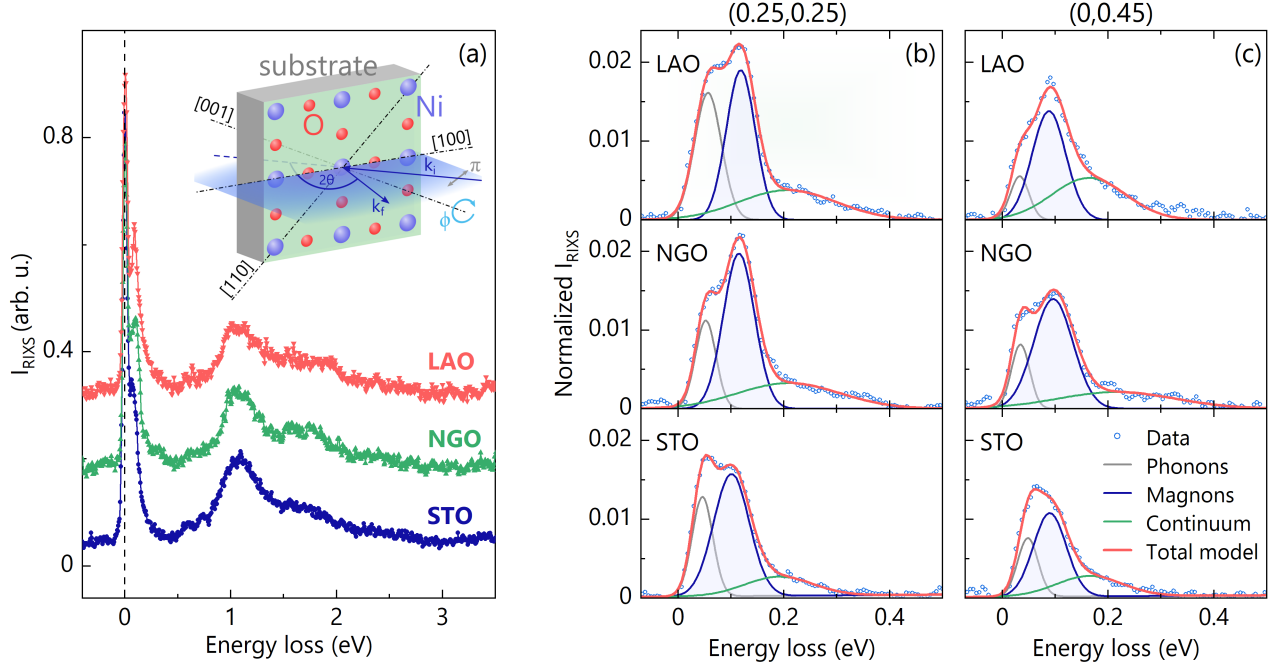 (a)
substrate
Ni
O
[001]
[100]
[110]
2θ
k_i
k_f
π
ϕ
0.8
0.4
0
I_RIXS (arb. u.)
LAO
NGO
STO
0 1 2 3
Energy loss (eV)
(0.25,0.25)
(0,0.45)
(b)
(c)
Normalized I_RIXS
LAO
0.02
0.01
0
NGO
0.02
0.01
0
STO
0.02
0.01
0
0 0.2 0.4
Energy loss (eV)
LAO
NGO
STO
Data
Phonons
Magnons
Continuum
Total model
0 0.2 0.4
Energy loss (eV)